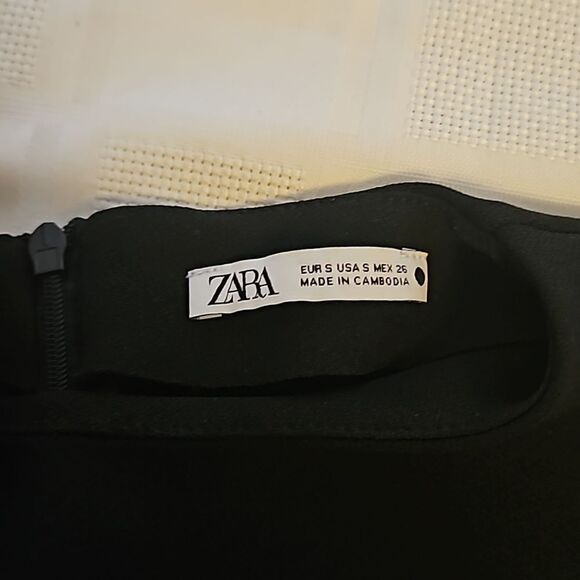 ZARA
EUR S USA S MEX 26
MADE IN CAMBODIA